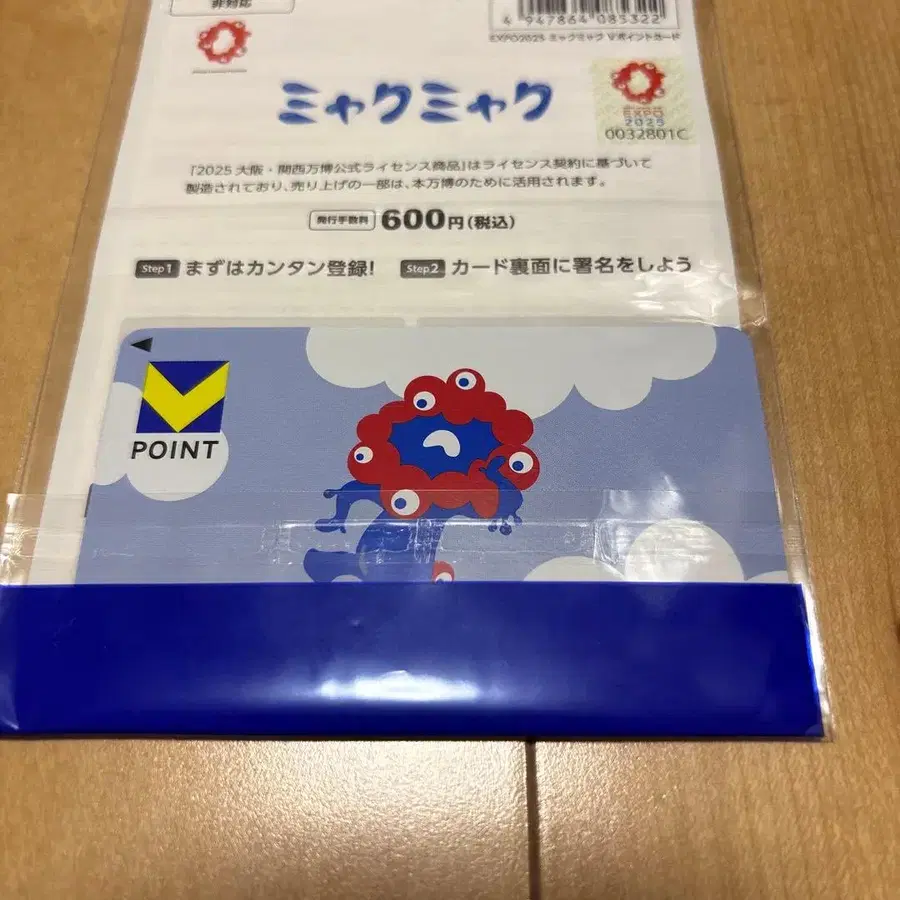 非対応
4 947864 085322
EXPO2025 ミャクミャク Vポイントカード
ミャクミャク
EXPO
2025
0032801C
「2025 大阪・関西万博公式ライセンス商品」はライセンス契約に基づいて
製造されており、売り上げの一部は、本万博のために活用されます。
発行手数料 600円(税込)
Step1 まずはカンタン登録! Step2 カード裏面に署名をしよう
POINT